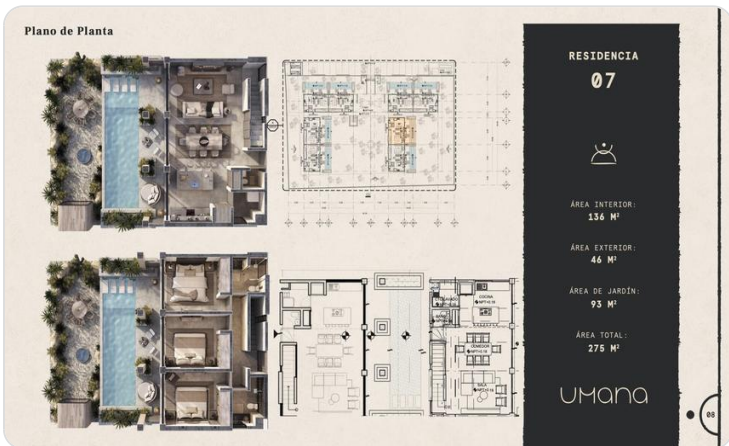 Plano de Planta
RESIDENCIA
07
ÁREA INTERIOR:
136 M²
ÁREA EXTERIOR:
46 M²
ÁREA DE JARDÍN:
93 M²
ÁREA TOTAL:
275 M²
umana
08
COCINA
COMEDOR
SALA